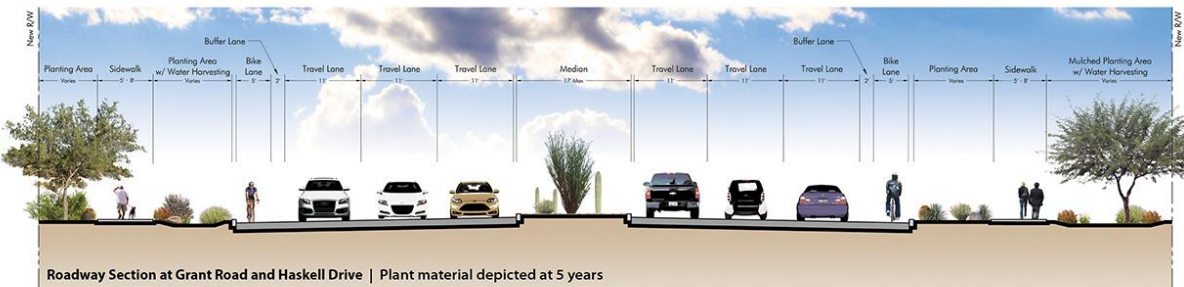 New R/W
Planting Area
Varies
Sidewalk
5' - 8'
Planting Area
w/ Water Harvesting
Varies
Buffer Lane
Bike
Lane
5'
2'
Travel Lane
11'
Travel Lane
11'
Travel Lane
11'
Median
17' Max
Travel Lane
11'
Travel Lane
11'
Travel Lane
11'
Buffer Lane
2'
Bike
Lane
5'
Planting Area
Varies
Sidewalk
5' - 8'
Mulched Planting Area
w/ Water Harvesting
Varies
New R/W
Roadway Section at Grant Road and Haskell Drive | Plant material depicted at 5 years